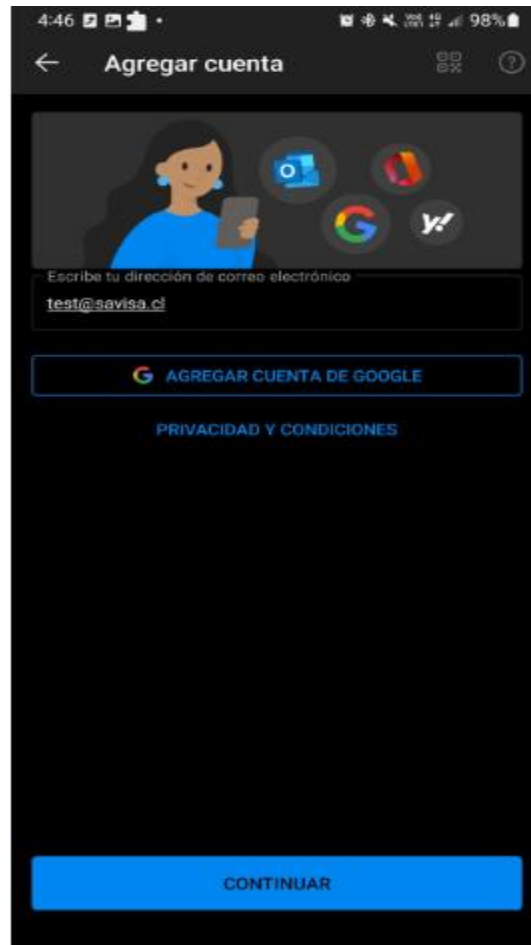 4:46 98%
Agregar cuenta
Escribe tu dirección de correo electrónico
test@savisa.cl
G AGREGAR CUENTA DE GOOGLE
PRIVACIDAD Y CONDICIONES
CONTINUAR